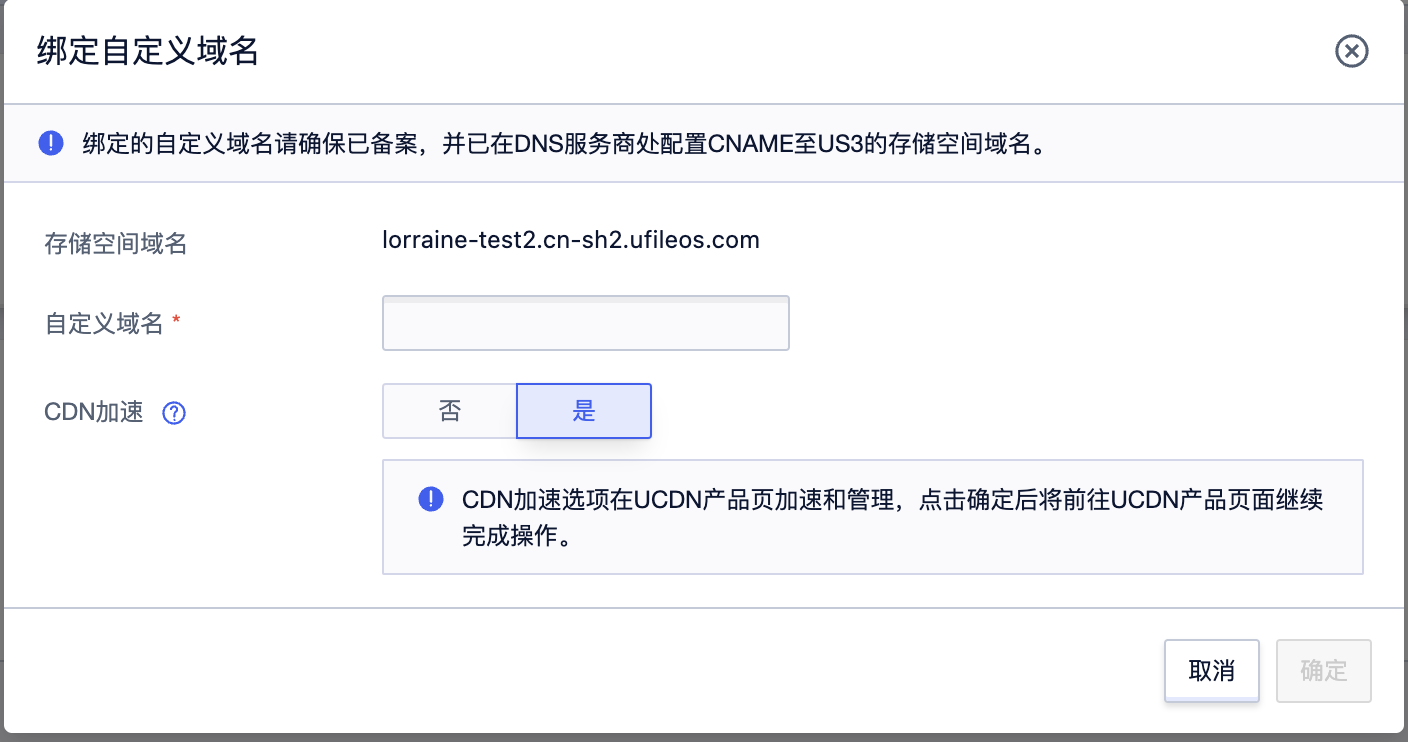 绑定自定义域名
绑定的自定义域名请确保已备案，并已在DNS服务商处配置CNAME至US3的存储空间域名。
存储空间域名
lorraine-test2.cn-sh2.ufileos.com
自定义域名 *
CDN加速
否
是
CDN加速选项在UCDN产品页加速和管理，点击确定后将前往UCDN产品页面继续
完成操作。
取消
确定